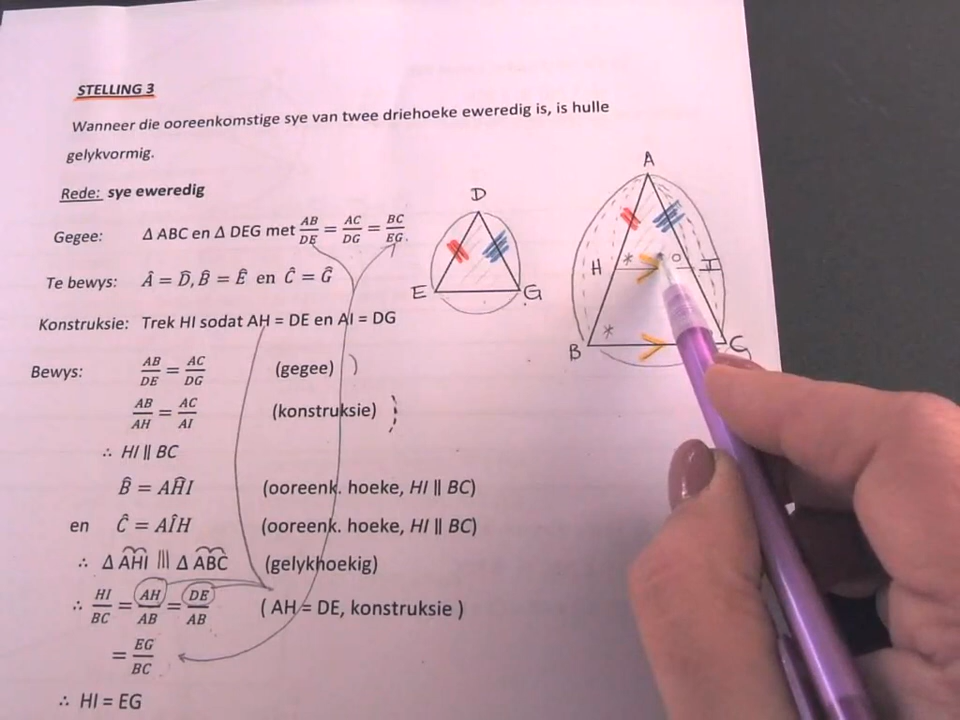 STELLING 3
Wanneer die ooreenkomstige sye van twee driehoeke eweredig is, is hulle
gelykvormig.
Rede: sye eweredig
Gegee: Δ ABC en Δ DEG met AB/DE = AC/DG = BC/EG.
Te bewys: Â = D̂, B̂ = Ê en Ĉ = Ĝ
Konstruksie: Trek HI sodat AH = DE en AI = DG
Bewys: AB/DE = AC/DG (gegee)
AB/AH = AC/AI (konstruksie)
∴ HI ∥ BC
B̂ = AĤI (ooreenk. hoeke, HI ∥ BC)
en Ĉ = AÎH (ooreenk. hoeke, HI ∥ BC)
∴ Δ AHI ||| Δ ABC (gelykhoekig)
∴ HI/BC = AH/AB = DE/AB ( AH = DE, konstruksie )
= EG/BC
∴ HI = EG
D
E G
A
H * o I
B * C